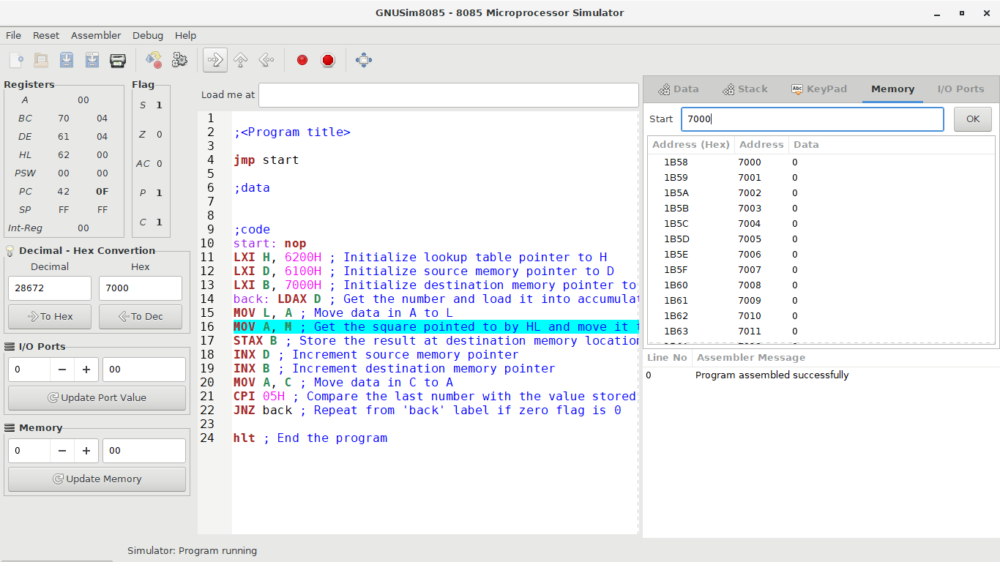 GNUSim8085 - 8085 Microprocessor Simulator
File Reset Assembler Debug Help
Registers
A 00
BC 70 04
DE 61 04
HL 62 00
PSW 00 00
PC 42 0F
SP FF FF
Int-Reg 00
Flag
S 1
Z 0
AC 0
P 1
C 1
Decimal - Hex Convertion
Decimal Hex
28672 7000
To Hex To Dec
I/O Ports
0 00
Update Port Value
Memory
0 00
Update Memory
Load me at
1
2 ;<Program title>
3
4 jmp start
5
6 ;data
7
8
9 ;code
10 start: nop
11 LXI H, 6200H ; Initialize lookup table pointer to H
12 LXI D, 6100H ; Initialize source memory pointer to D
13 LXI B, 7000H ; Initialize destination memory pointer to
14 back: LDAX D ; Get the number and load it into accumulat
15 MOV L, A ; Move data in A to L
16 MOV A, M ; Get the square pointed to by HL and move it t
17 STAX B ; Store the result at destination memory location
18 INX D ; Increment source memory pointer
19 INX B ; Increment destination memory pointer
20 MOV A, C ; Move data in C to A
21 CPI 05H ; Compare the last number with the value stored
22 JNZ back ; Repeat from 'back' label if zero flag is 0
23
24 hlt ; End the program
Data Stack Abc KeyPad Memory I/O Ports
Start 7000 OK
Address (Hex) Address Data
1B58 7000 0
1B59 7001 0
1B5A 7002 0
1B5B 7003 0
1B5C 7004 0
1B5D 7005 0
1B5E 7006 0
1B5F 7007 0
1B60 7008 0
1B61 7009 0
1B62 7010 0
1B63 7011 0
Line No Assembler Message
0 Program assembled successfully
Simulator: Program running